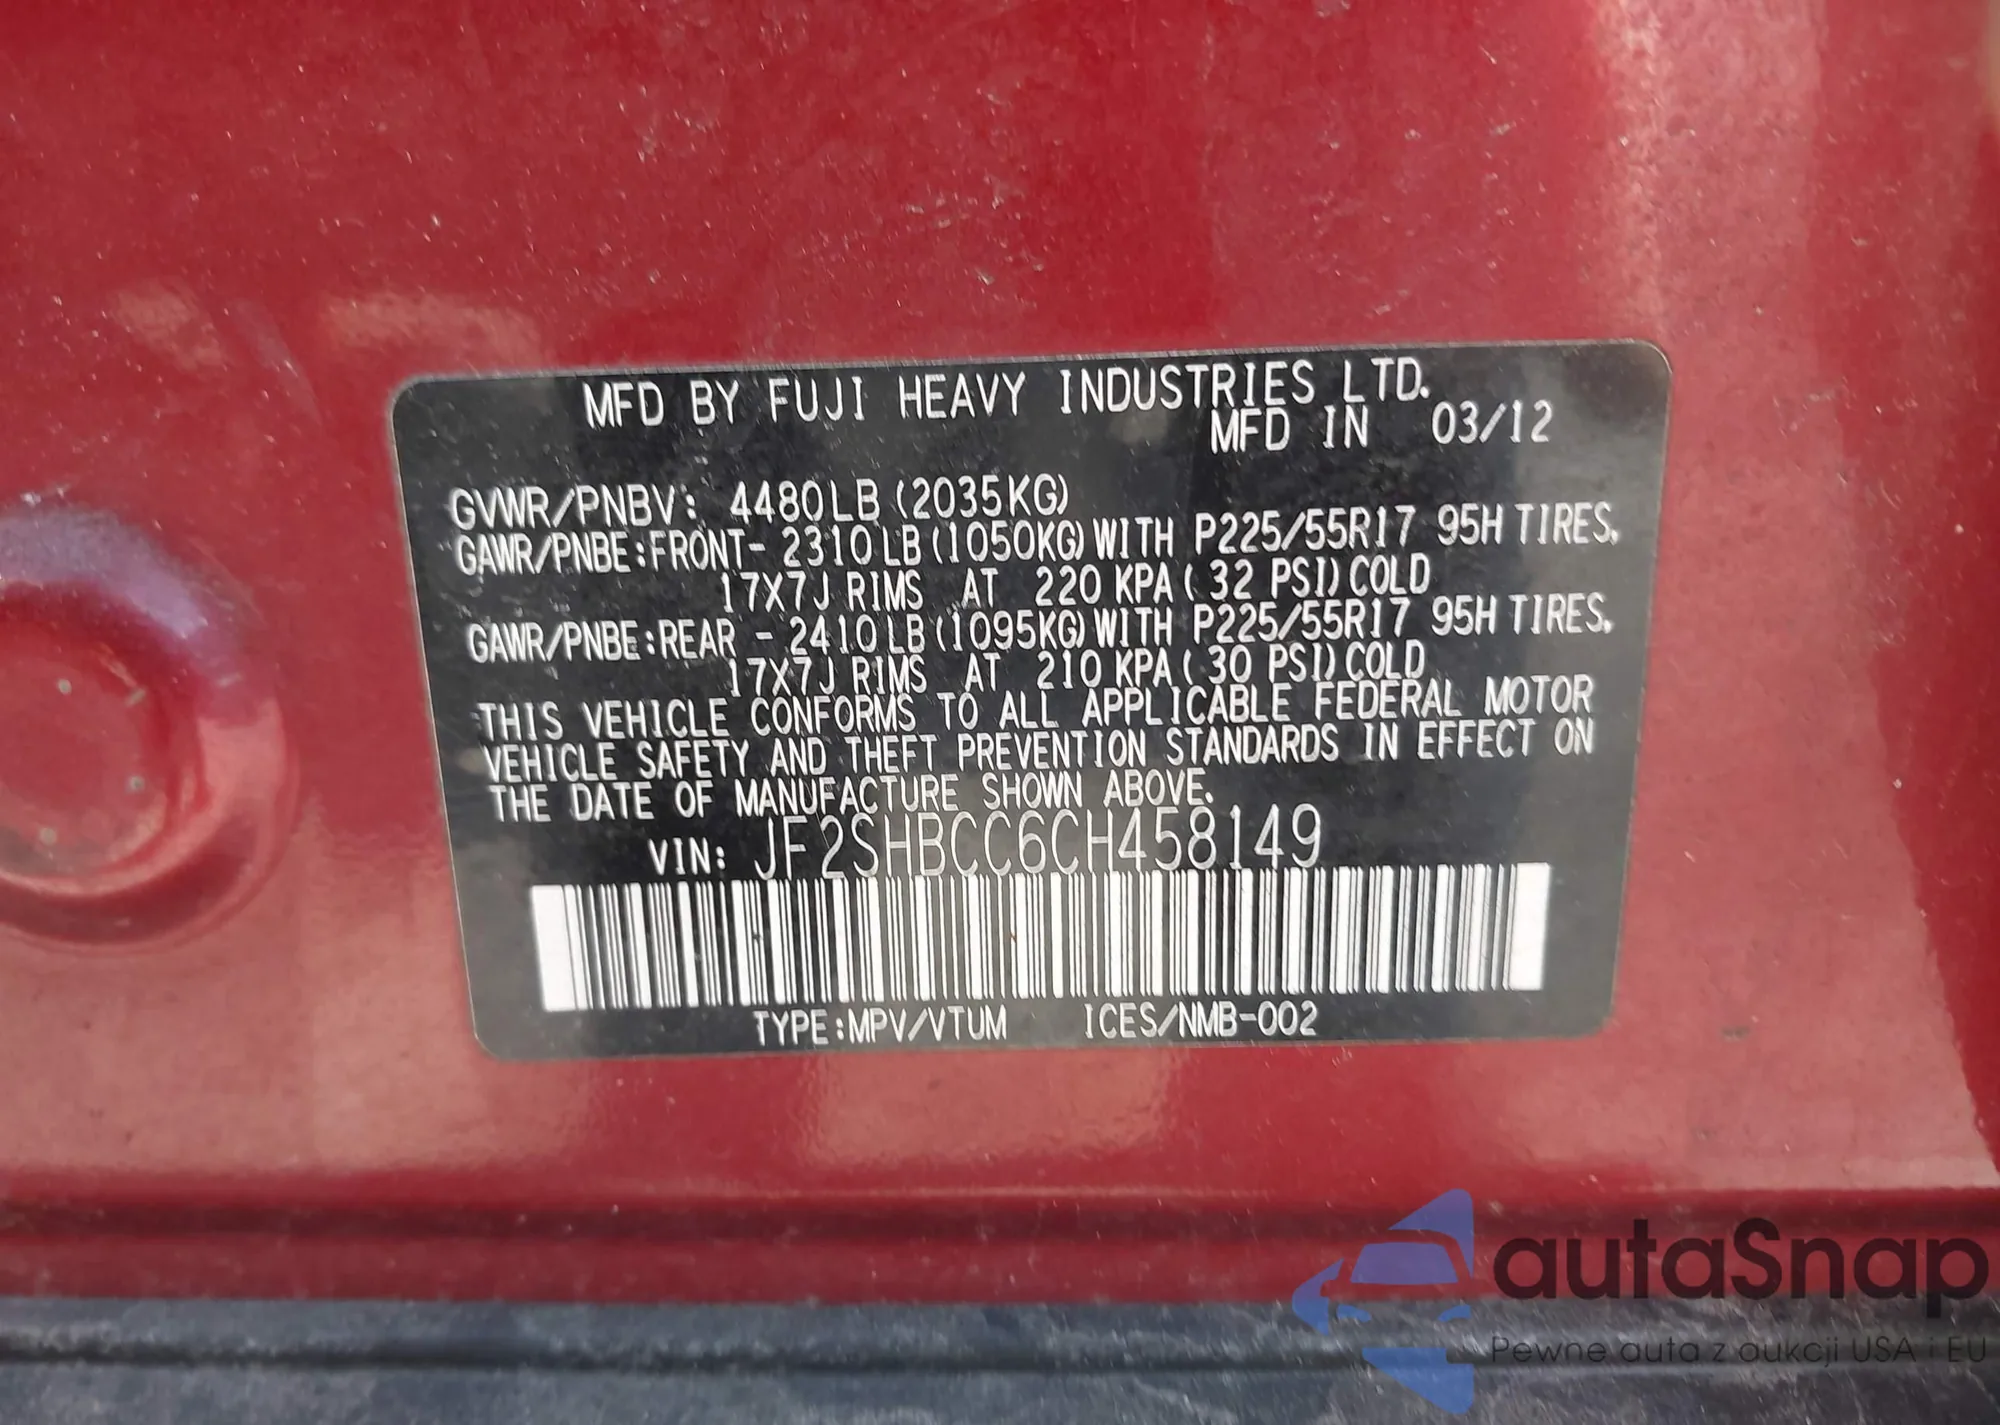 MFD BY FUJI HEAVY INDUSTRIES LTD.
MFD IN 03/12
GVWR/PNBV: 4480LB (2035KG)
GAWR/PNBE:FRONT- 2310LB (1050KG) WITH P225/55R17 95H TIRES,
17X7J RIMS AT 220 KPA ( 32 PSI) COLD
GAWR/PNBE:REAR - 2410LB (1095KG) WITH P225/55R17 95H TIRES,
17X7J RIMS AT 210 KPA ( 30 PSI) COLD
THIS VEHICLE CONFORMS TO ALL APPLICABLE FEDERAL MOTOR
VEHICLE SAFETY AND THEFT PREVENTION STANDARDS IN EFFECT ON
THE DATE OF MANUFACTURE SHOWN ABOVE.
VIN: JF2SHBCC6CH458149
TYPE:MPV/VTUM ICES/NMB-002
autaSnap
Pewne auta z aukcji USA i EU